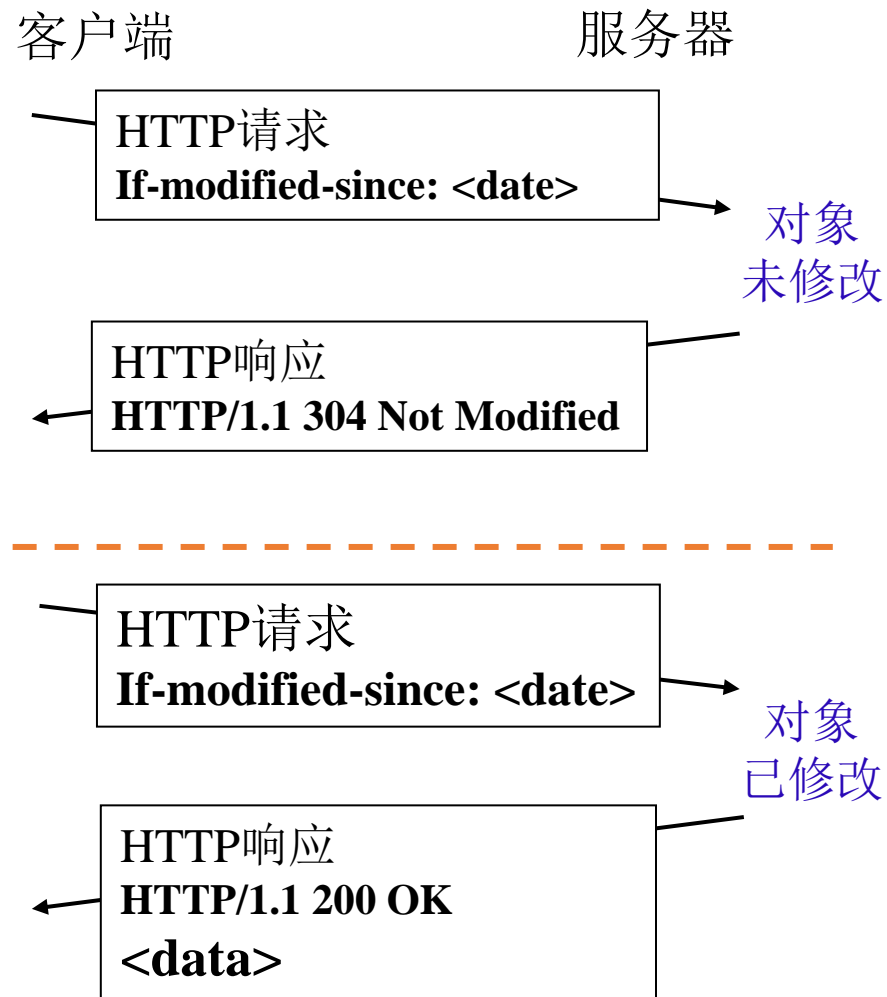 客户端
服务器
HTTP请求
If-modified-since: <date>
对象
未修改
HTTP响应
HTTP/1.1 304 Not Modified
HTTP请求
If-modified-since: <date>
对象
已修改
HTTP响应
HTTP/1.1 200 OK
<data>